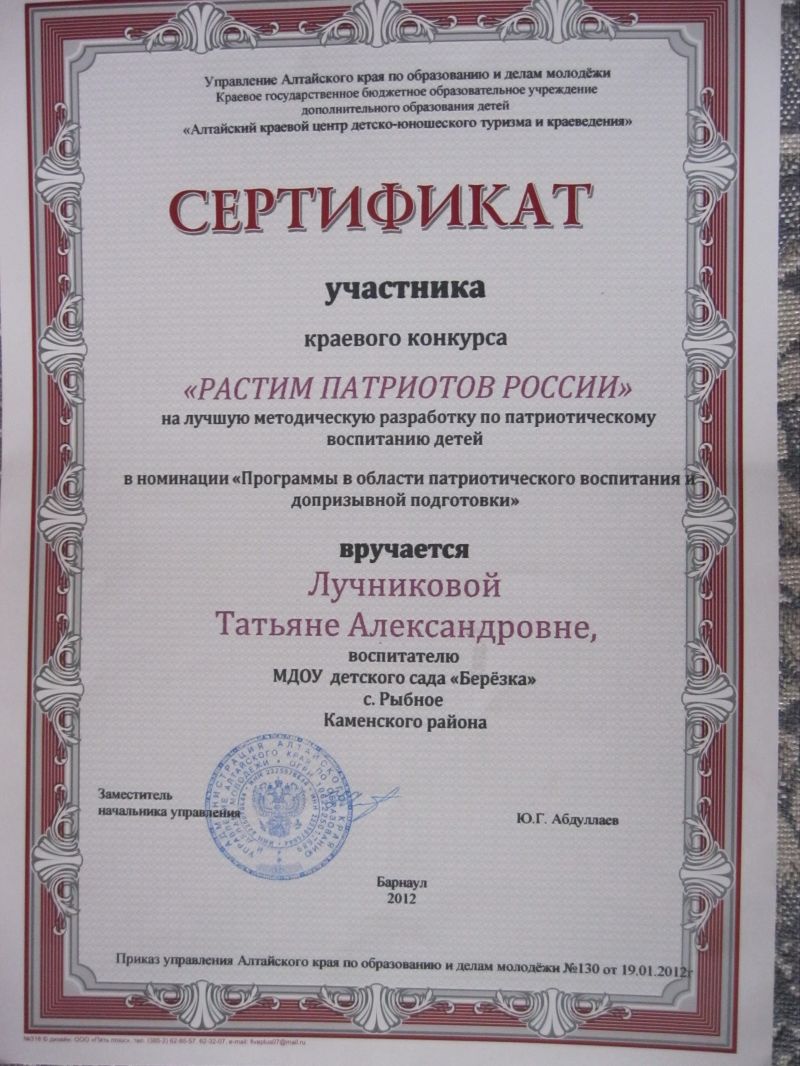 Управление Алтайского края по образованию и делам молодёжи
Краевое государственное бюджетное образовательное учреждение
дополнительного образования детей
«Алтайский краевой центр детско-юношеского туризма и краеведения»
СЕРТИФИКАТ
участника
краевого конкурса
«РАСТИМ ПАТРИОТОВ РОССИИ»
на лучшую методическую разработку по патриотическому
воспитанию детей
в номинации «Программы в области патриотического воспитания и
допризывной подготовки»
вручается
Лучниковой
Татьяне Александровне,
воспитателю
МДОУ детского сада «Берёзка»
с. Рыбное
Каменского района
Заместитель
начальника управления
Ю.Г. Абдуллаев
Барнаул
2012
Приказ управления Алтайского края по образованию и делам молодёжи №130 от 19.01.2012г